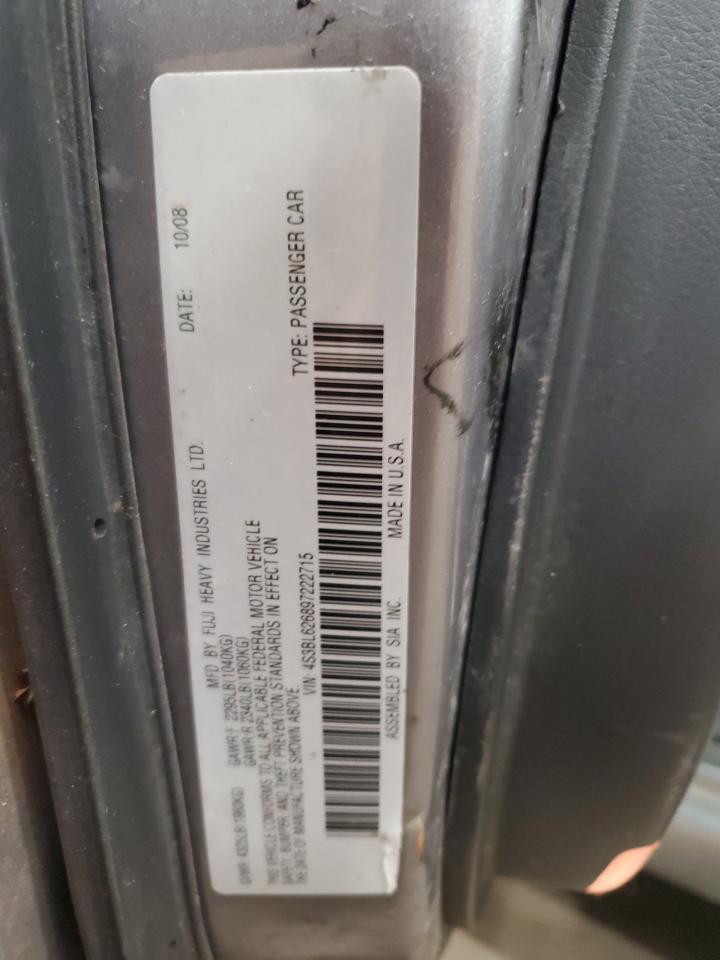 MFD BY FUJI HEAVY INDUSTRIES LTD. DATE: 10/08
GVWR 4325LB(1960KG) GAWR-F 2295LB(1040KG)
GAWR-R 2340LB(1060KG)
THIS VEHICLE CONFORMS TO ALL APPLICABLE FEDERAL MOTOR VEHICLE
SAFETY, BUMPER, AND THEFT PREVENTION STANDARDS IN EFFECT ON
THE DATE OF MANUFACTURE SHOWN ABOVE.
VIN: 4S3BL626897222715 TYPE: PASSENGER CAR
ASSEMBLED BY SIA INC. MADE IN U.S.A.